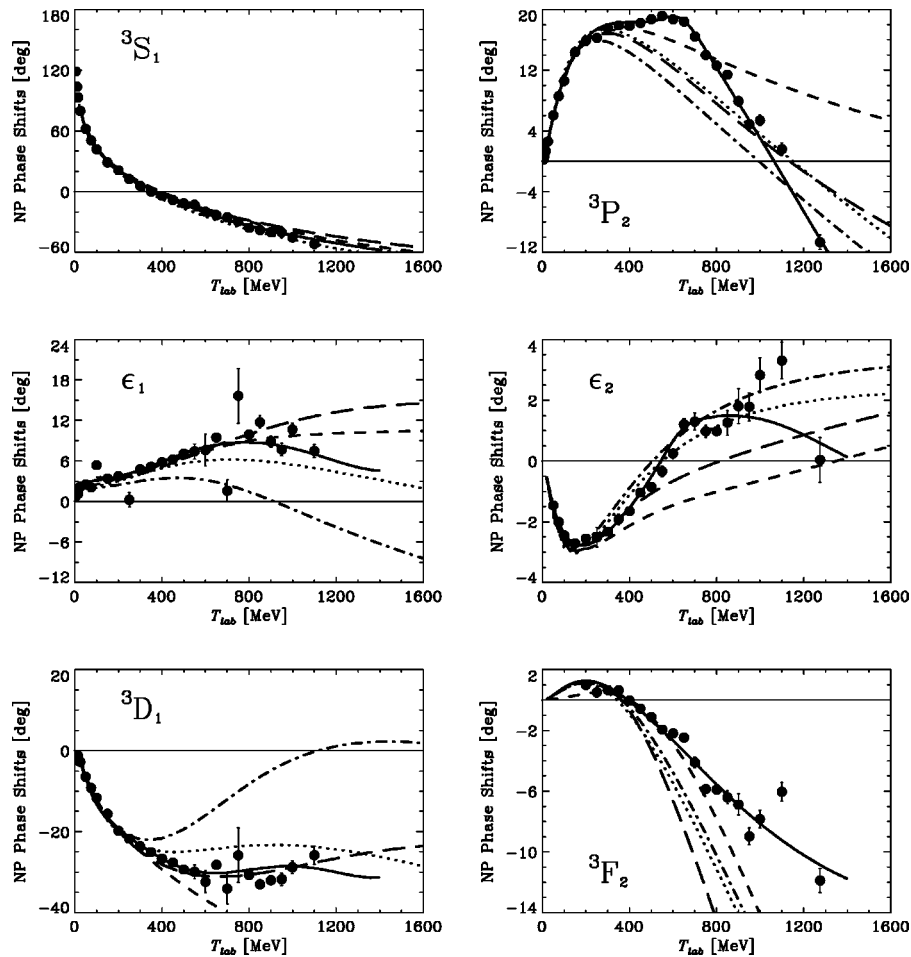 180
120
60
0
-60
NP Phase Shifts [deg]
³S₁
0 400 800 1200 1600
T_lab [MeV]
20
12
4
-4
-12
NP Phase Shifts [deg]
³P₂
0 400 800 1200 1600
T_lab [MeV]
24
18
12
6
0
-6
-12
NP Phase Shifts [deg]
ϵ₁
0 400 800 1200 1600
T_lab [MeV]
4
2
0
-2
-4
NP Phase Shifts [deg]
ϵ₂
0 400 800 1200 1600
T_lab [MeV]
20
0
-20
-40
NP Phase Shifts [deg]
³D₁
0 400 800 1200 1600
T_lab [MeV]
2
-2
-6
-10
-14
NP Phase Shifts [deg]
³F₂
0 400 800 1200 1600
T_lab [MeV]